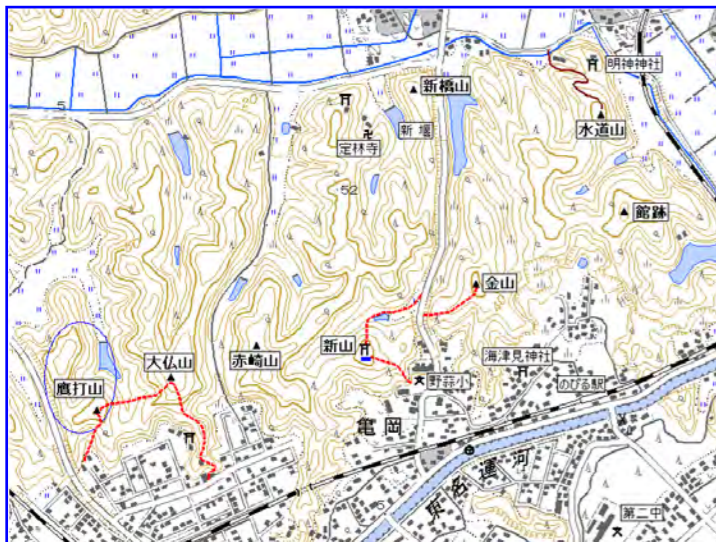 明神神社
新橋山
水道山
新堰
定林寺
5
52
館跡
金山
大仏山
赤崎山
新山
海津見神社
鷹打山
野蒜小
のびる駅
亀岡
東名運河
第二中